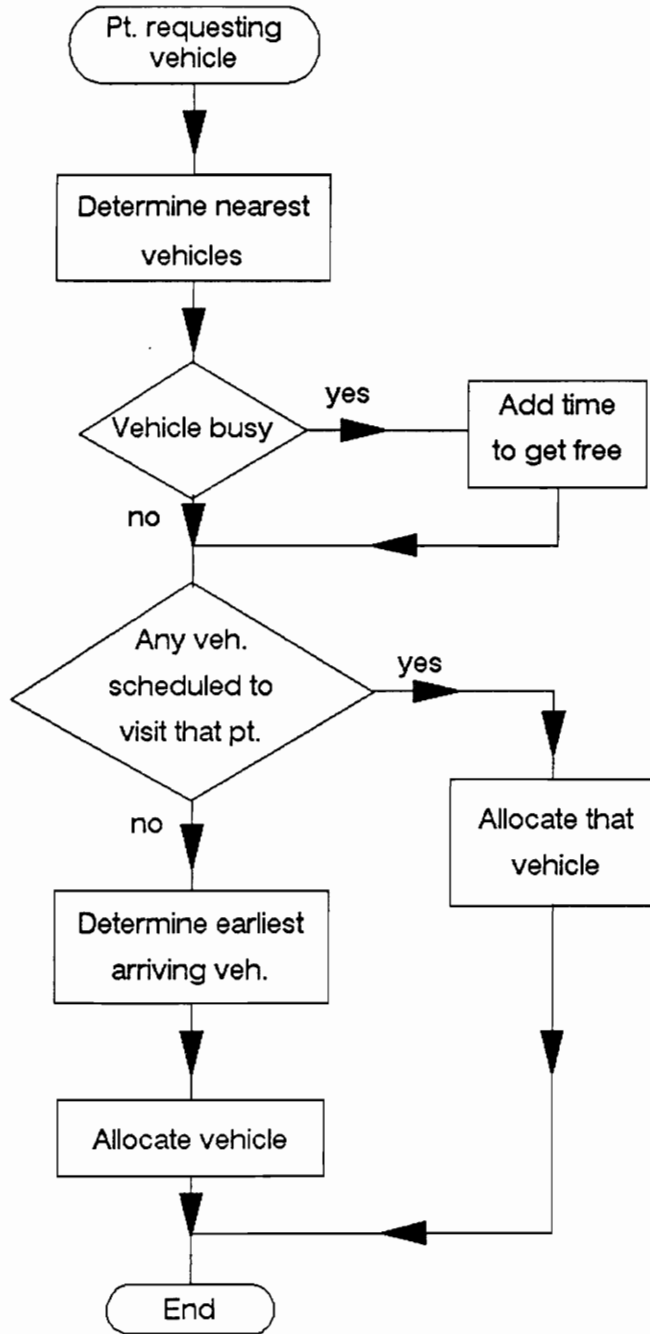 Pt. requesting
vehicle
Determine nearest
vehicles
Vehicle busy
yes
Add time
to get free
no
Any veh.
scheduled to
visit that pt.
yes
Allocate that
vehicle
no
Determine earliest
arriving veh.
Allocate vehicle
End